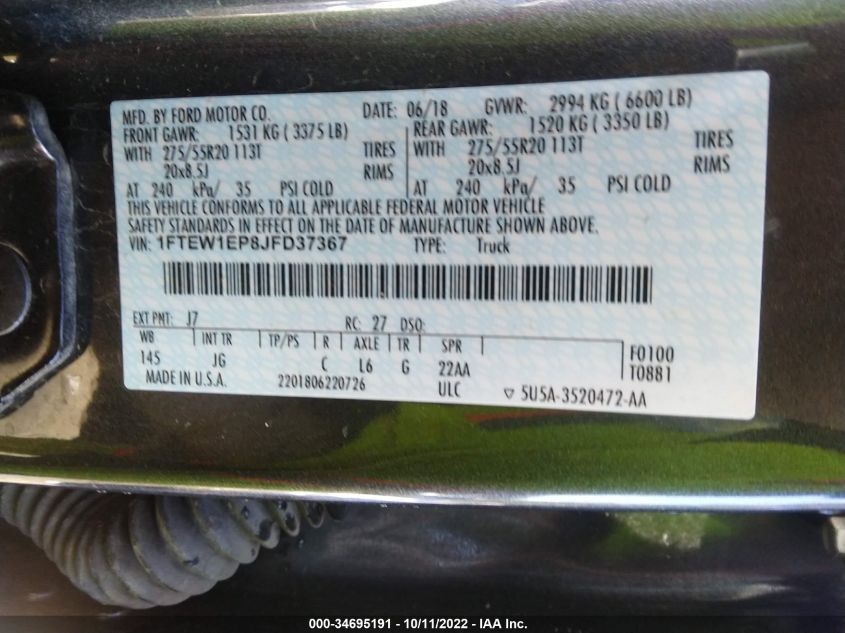 MFD. BY FORD MOTOR CO. DATE: 06/18 GVWR: 2994 KG ( 6600 LB)
FRONT GAWR: 1531 KG ( 3375 LB) REAR GAWR: 1520 KG ( 3350 LB)
WITH 275/55R20 113T TIRES WITH 275/55R20 113T TIRES
20x8.5J RIMS 20x8.5J RIMS
AT 240 kPa/ 35 PSI COLD AT 240 kPa/ 35 PSI COLD
THIS VEHICLE CONFORMS TO ALL APPLICABLE FEDERAL MOTOR VEHICLE
SAFETY STANDARDS IN EFFECT ON THE DATE OF MANUFACTURE SHOWN ABOVE.
VIN: 1FTEW1EP8JFD37367 TYPE: Truck
EXT PNT: J7 RC: 27 DSO:
WB INT TR TP/PS R AXLE TR SPR F0100
145 JG C L6 G 22AA T0881
MADE IN U.S.A. 2201806220726 ULC ▽ 5U5A-3520472-AA
000-34695191 - 10/11/2022 - IAA Inc.